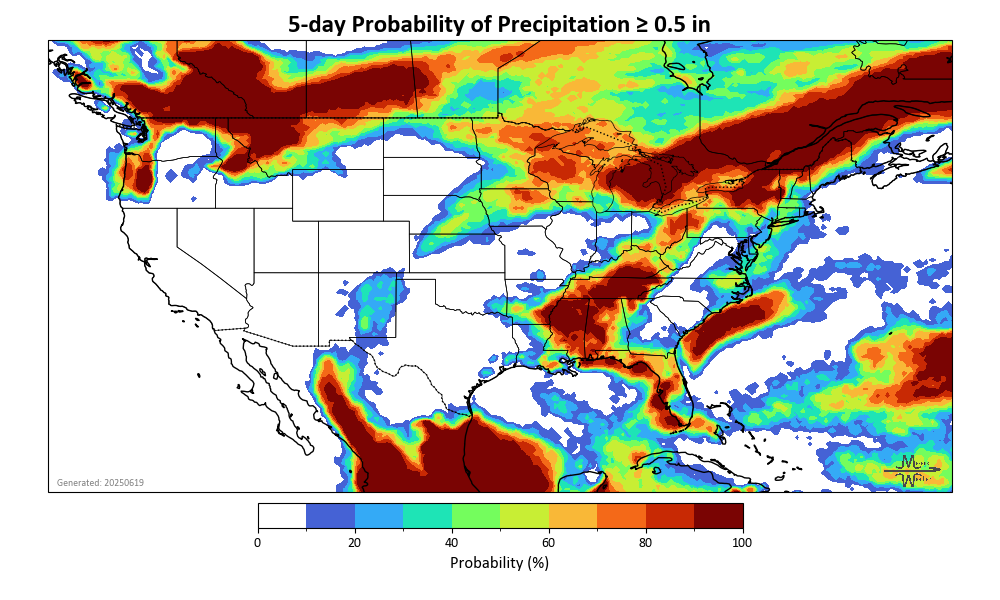 5-day Probability of Precipitation ≥ 0.5 in
Generated: 20250619
0 20 40 60 80 100
Probability (%)